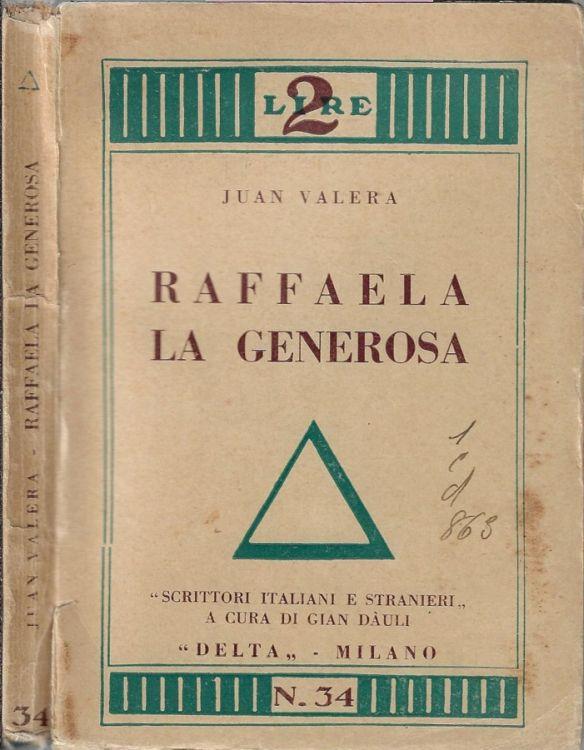 2
LIRE
JUAN VALERA
RAFFAELA
LA GENEROSA
1
c
d
863
"SCRITTORI ITALIANI E STRANIERI„
A CURA DI GIAN DÀULI
"DELTA„ - MILANO
N. 34
JUAN VALERA - RAFFAELA LA GENEROSA
34